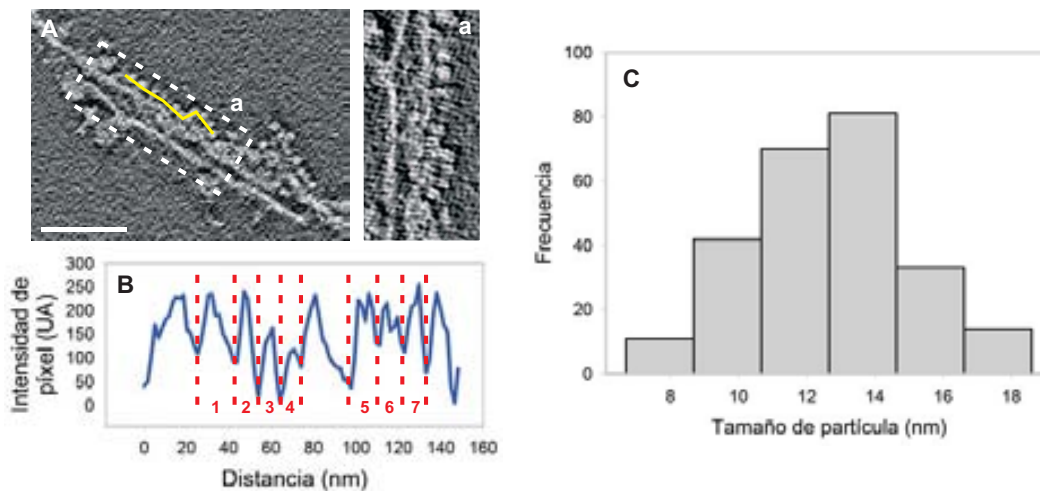 A
a
a
B
Intensidad de
píxel (UA)
300
250
200
150
100
50
0
1 2 3 4 5 6 7
0 20 40 60 80 100 120 140 160
Distancia (nm)
C
Frecuencia
100
80
60
40
20
0
8 10 12 14 16 18
Tamaño de partícula (nm)